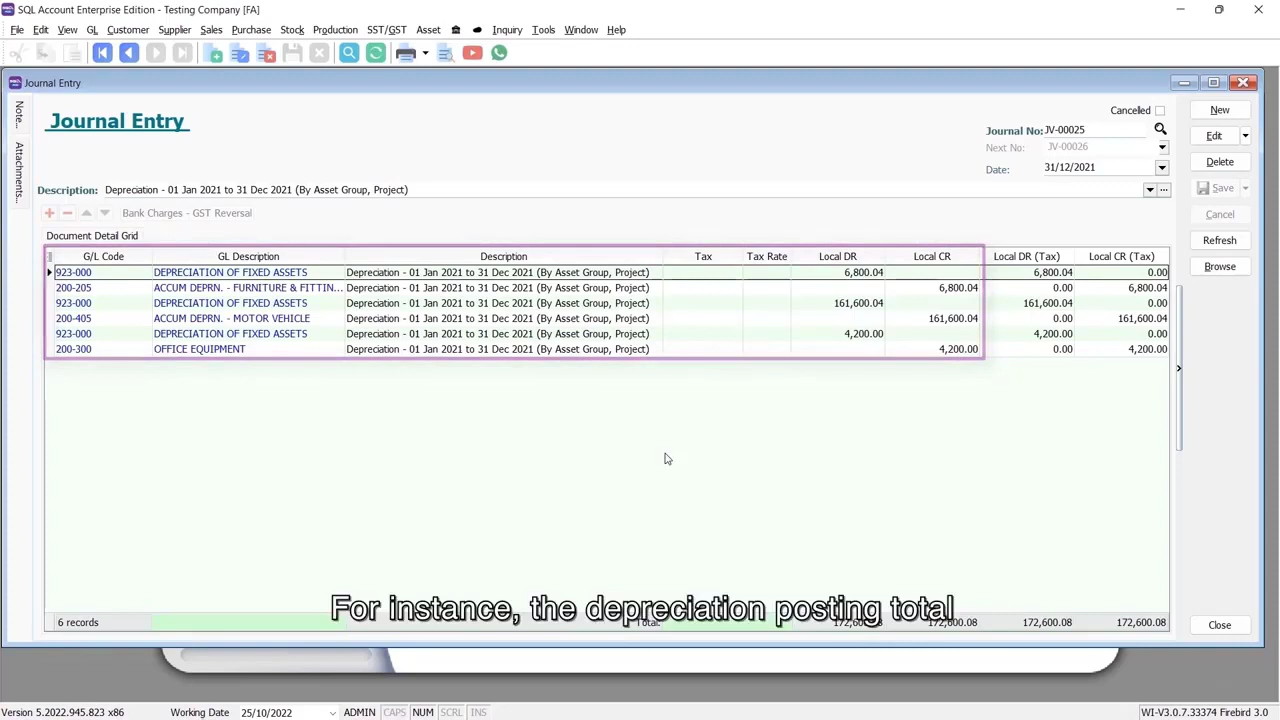 SQL Account Enterprise Edition - Testing Company [FA]
File Edit View GL Customer Supplier Sales Purchase Stock Production SST/GST Asset Inquiry Tools Window Help
Journal Entry
Note..
Attachments..
Journal Entry
Cancelled
Journal No: JV-00025
Next No: JV-00026
Date: 31/12/2021
Description: Depreciation - 01 Jan 2021 to 31 Dec 2021 (By Asset Group, Project)
Bank Charges - GST Reversal
Document Detail Grid
G/L Code GL Description Description Tax Tax Rate Local DR Local CR Local DR (Tax) Local CR (Tax)
923-000 DEPRECIATION OF FIXED ASSETS Depreciation - 01 Jan 2021 to 31 Dec 2021 (By Asset Group, Project) 6,800.04 6,800.04 0.00
200-205 ACCUM DEPRN. - FURNITURE & FITTIN... Depreciation - 01 Jan 2021 to 31 Dec 2021 (By Asset Group, Project) 6,800.04 0.00 6,800.04
923-000 DEPRECIATION OF FIXED ASSETS Depreciation - 01 Jan 2021 to 31 Dec 2021 (By Asset Group, Project) 161,600.04 161,600.04 0.00
200-405 ACCUM DEPRN. - MOTOR VEHICLE Depreciation - 01 Jan 2021 to 31 Dec 2021 (By Asset Group, Project) 161,600.04 0.00 161,600.04
923-000 DEPRECIATION OF FIXED ASSETS Depreciation - 01 Jan 2021 to 31 Dec 2021 (By Asset Group, Project) 4,200.00 4,200.00 0.00
200-300 OFFICE EQUIPMENT Depreciation - 01 Jan 2021 to 31 Dec 2021 (By Asset Group, Project) 4,200.00 0.00 4,200.00
For instance, the depreciation posting total
6 records Total: 172,600.08 172,600.08 172,600.08 172,600.08
New
Edit
Delete
Save
Cancel
Refresh
Browse
Close
Version 5.2022.945.823 x86 Working Date 25/10/2022 ADMIN CAPS NUM SCRL INS WI-V3.0.7.33374 Firebird 3.0